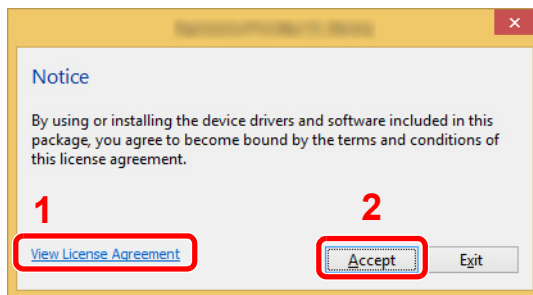 Notice
By using or installing the device drivers and software included in this
package, you agree to become bound by the terms and conditions of
this license agreement.
1
2
View License Agreement
Accept
Exit